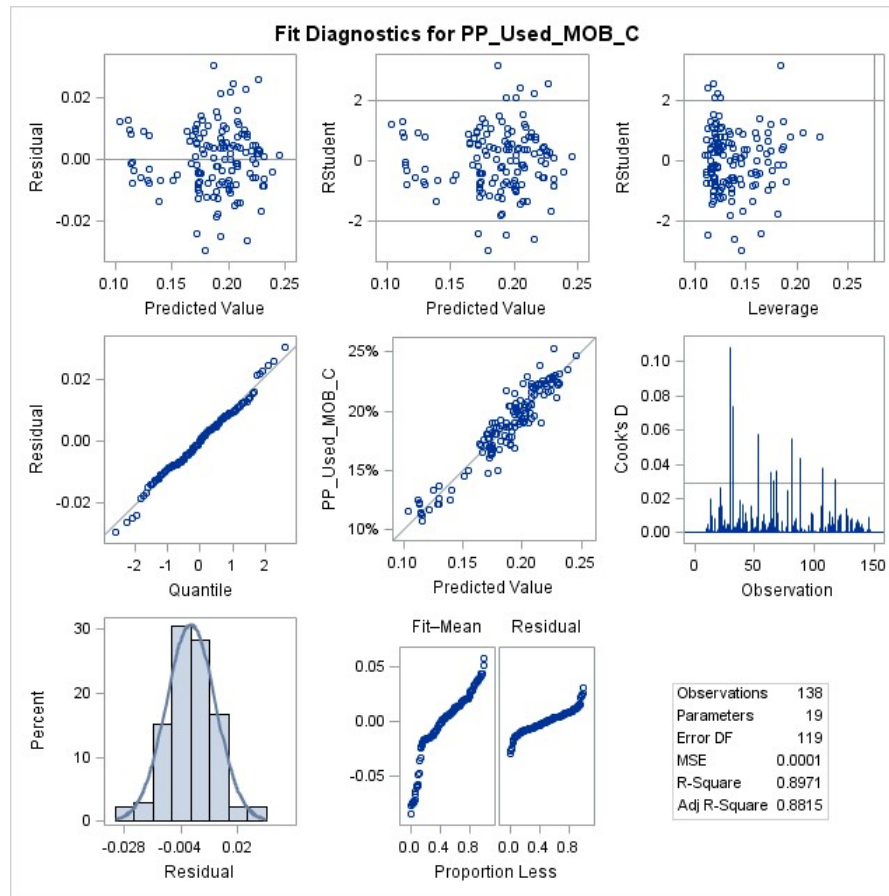 Fit Diagnostics for PP_Used_MOB_C
0.02
0.00
-0.02
Residual
0.10 0.15 0.20 0.25
Predicted Value
2
0
-2
RStudent
0.10 0.15 0.20 0.25
Predicted Value
2
0
-2
RStudent
0.10 0.15 0.20 0.25
Leverage
0.02
0.00
-0.02
Residual
-2 -1 0 1 2
Quantile
25%
20%
15%
10%
PP_Used_MOB_C
0.10 0.15 0.20 0.25
Predicted Value
0.10
0.08
0.06
0.04
0.02
0.00
Cook's D
0 50 100 150
Observation
30
20
10
0
Percent
-0.028 -0.004 0.02
Residual
Fit–Mean Residual
0.05
0.00
-0.05
0.0 0.4 0.8 0.0 0.4 0.8
Proportion Less
Observations 138
Parameters 19
Error DF 119
MSE 0.0001
R-Square 0.8971
Adj R-Square 0.8815